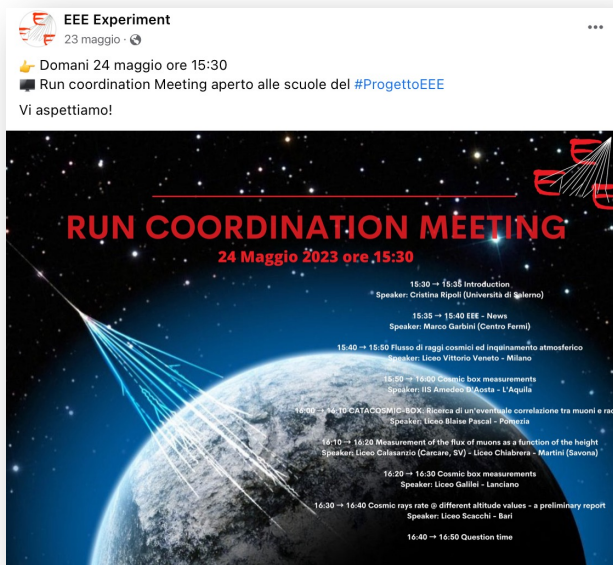 EEE Experiment
23 maggio ·
Domani 24 maggio ore 15:30
Run coordination Meeting aperto alle scuole del #ProgettoEEE
Vi aspettiamo!
RUN COORDINATION MEETING
24 Maggio 2023 ore 15:30
15:30 → 15:35 Introduction
Speaker: Cristina Ripoli (Università di Salerno)
15:35 → 15:40 EEE - News
Speaker: Marco Garbini (Centro Fermi)
15:40 → 15:50 Flusso di raggi cosmici ed inquinamento atmosferico
Speaker: Liceo Vittorio Veneto - Milano
15:50 → 16:00 Cosmic box measurements
Speaker: IIS Amedeo D'Aosta - L'Aquila
16:00 → 16:10 CATACOSMIC-BOX: Ricerca di un'eventuale correlazione tra muoni e
Speaker: Liceo Blaise Pascal - Pomezia
16:10 → 16:20 Measurement of the flux of muons as a function of the height
Speaker: Liceo Calasanzio (Carcare, SV) - Liceo Chiabrera - Martini (Savona)
16:20 → 16:30 Cosmic box measurements
Speaker: Liceo Galilei - Lanciano
16:30 → 16:40 Cosmic rays rate @ different altitude values - a preliminary report
Speaker: Liceo Scacchi - Bari
16:40 → 16:50 Question time